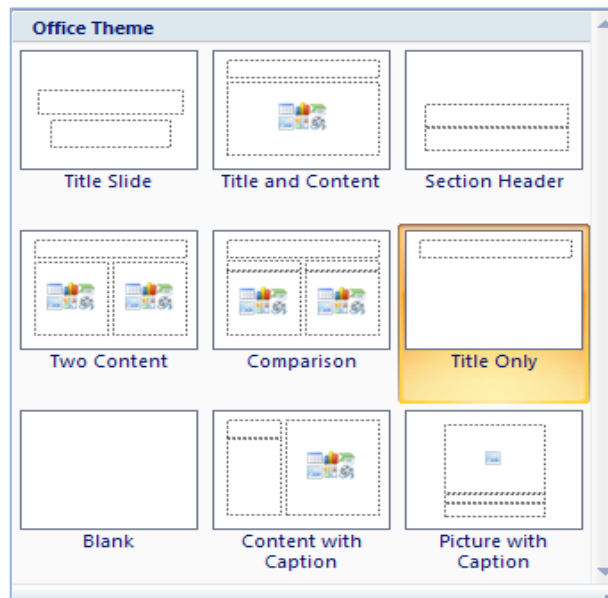 Office Theme
Title Slide
Title and Content
Section Header
Two Content
Comparison
Title Only
Blank
Content with
Caption
Picture with
Caption